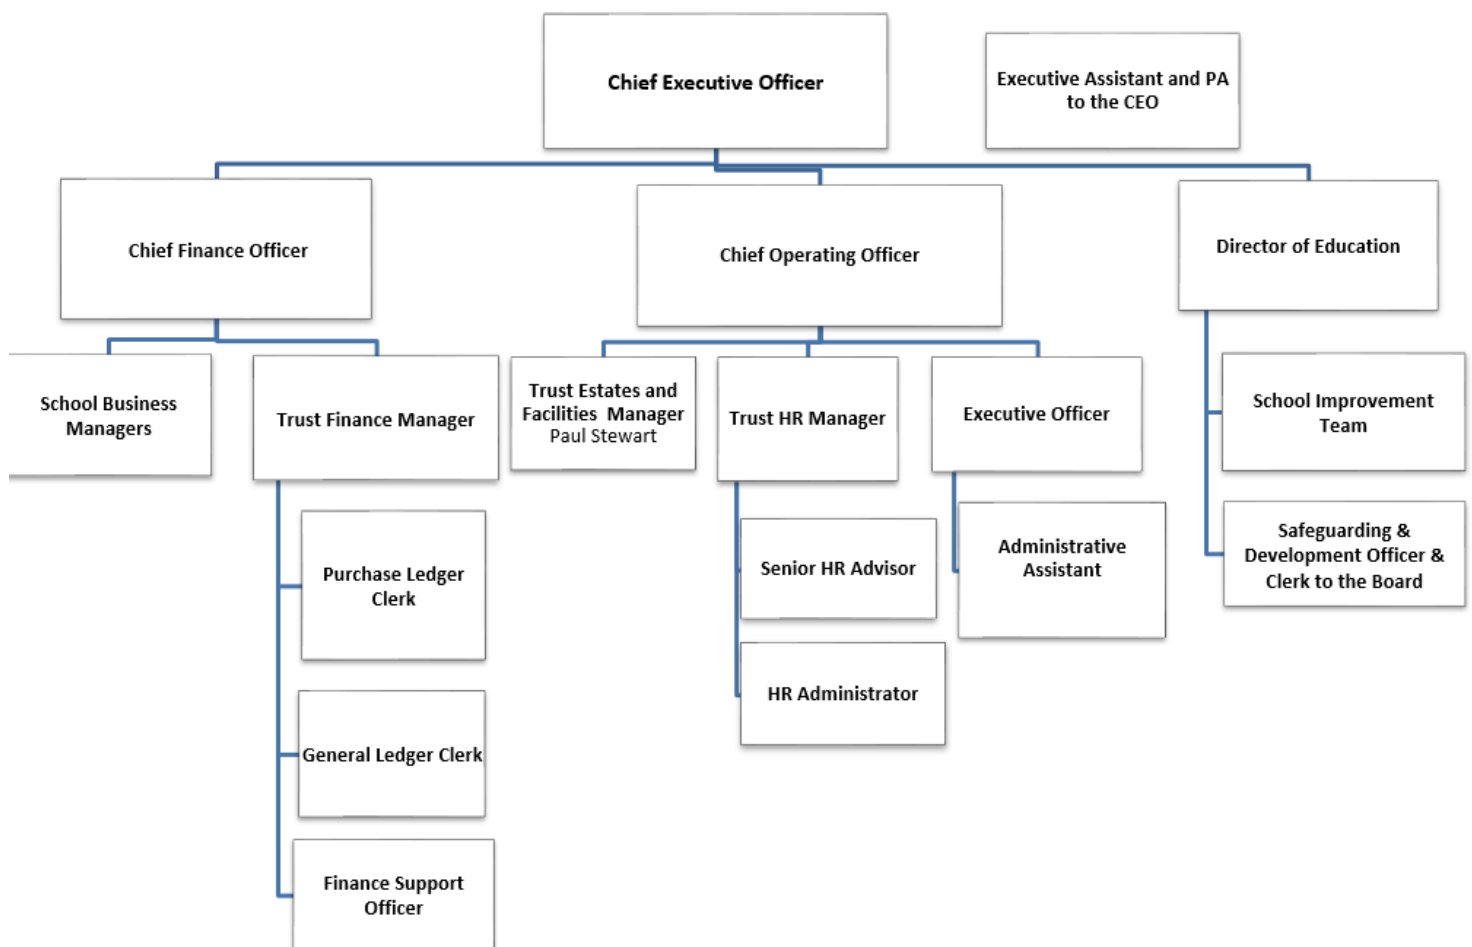 Chief Executive Officer
Executive Assistant and PA
to the CEO
Chief Finance Officer
Chief Operating Officer
Director of Education
School Business
Managers
Trust Finance Manager
Trust Estates and
Facilities  Manager
Paul Stewart
Trust HR Manager
Executive Officer
School Improvement
Team
Purchase Ledger
Clerk
Senior HR Advisor
Administrative
Assistant
Safeguarding &
Development Officer &
Clerk to the Board
HR Administrator
General Ledger Clerk
Finance Support
Officer